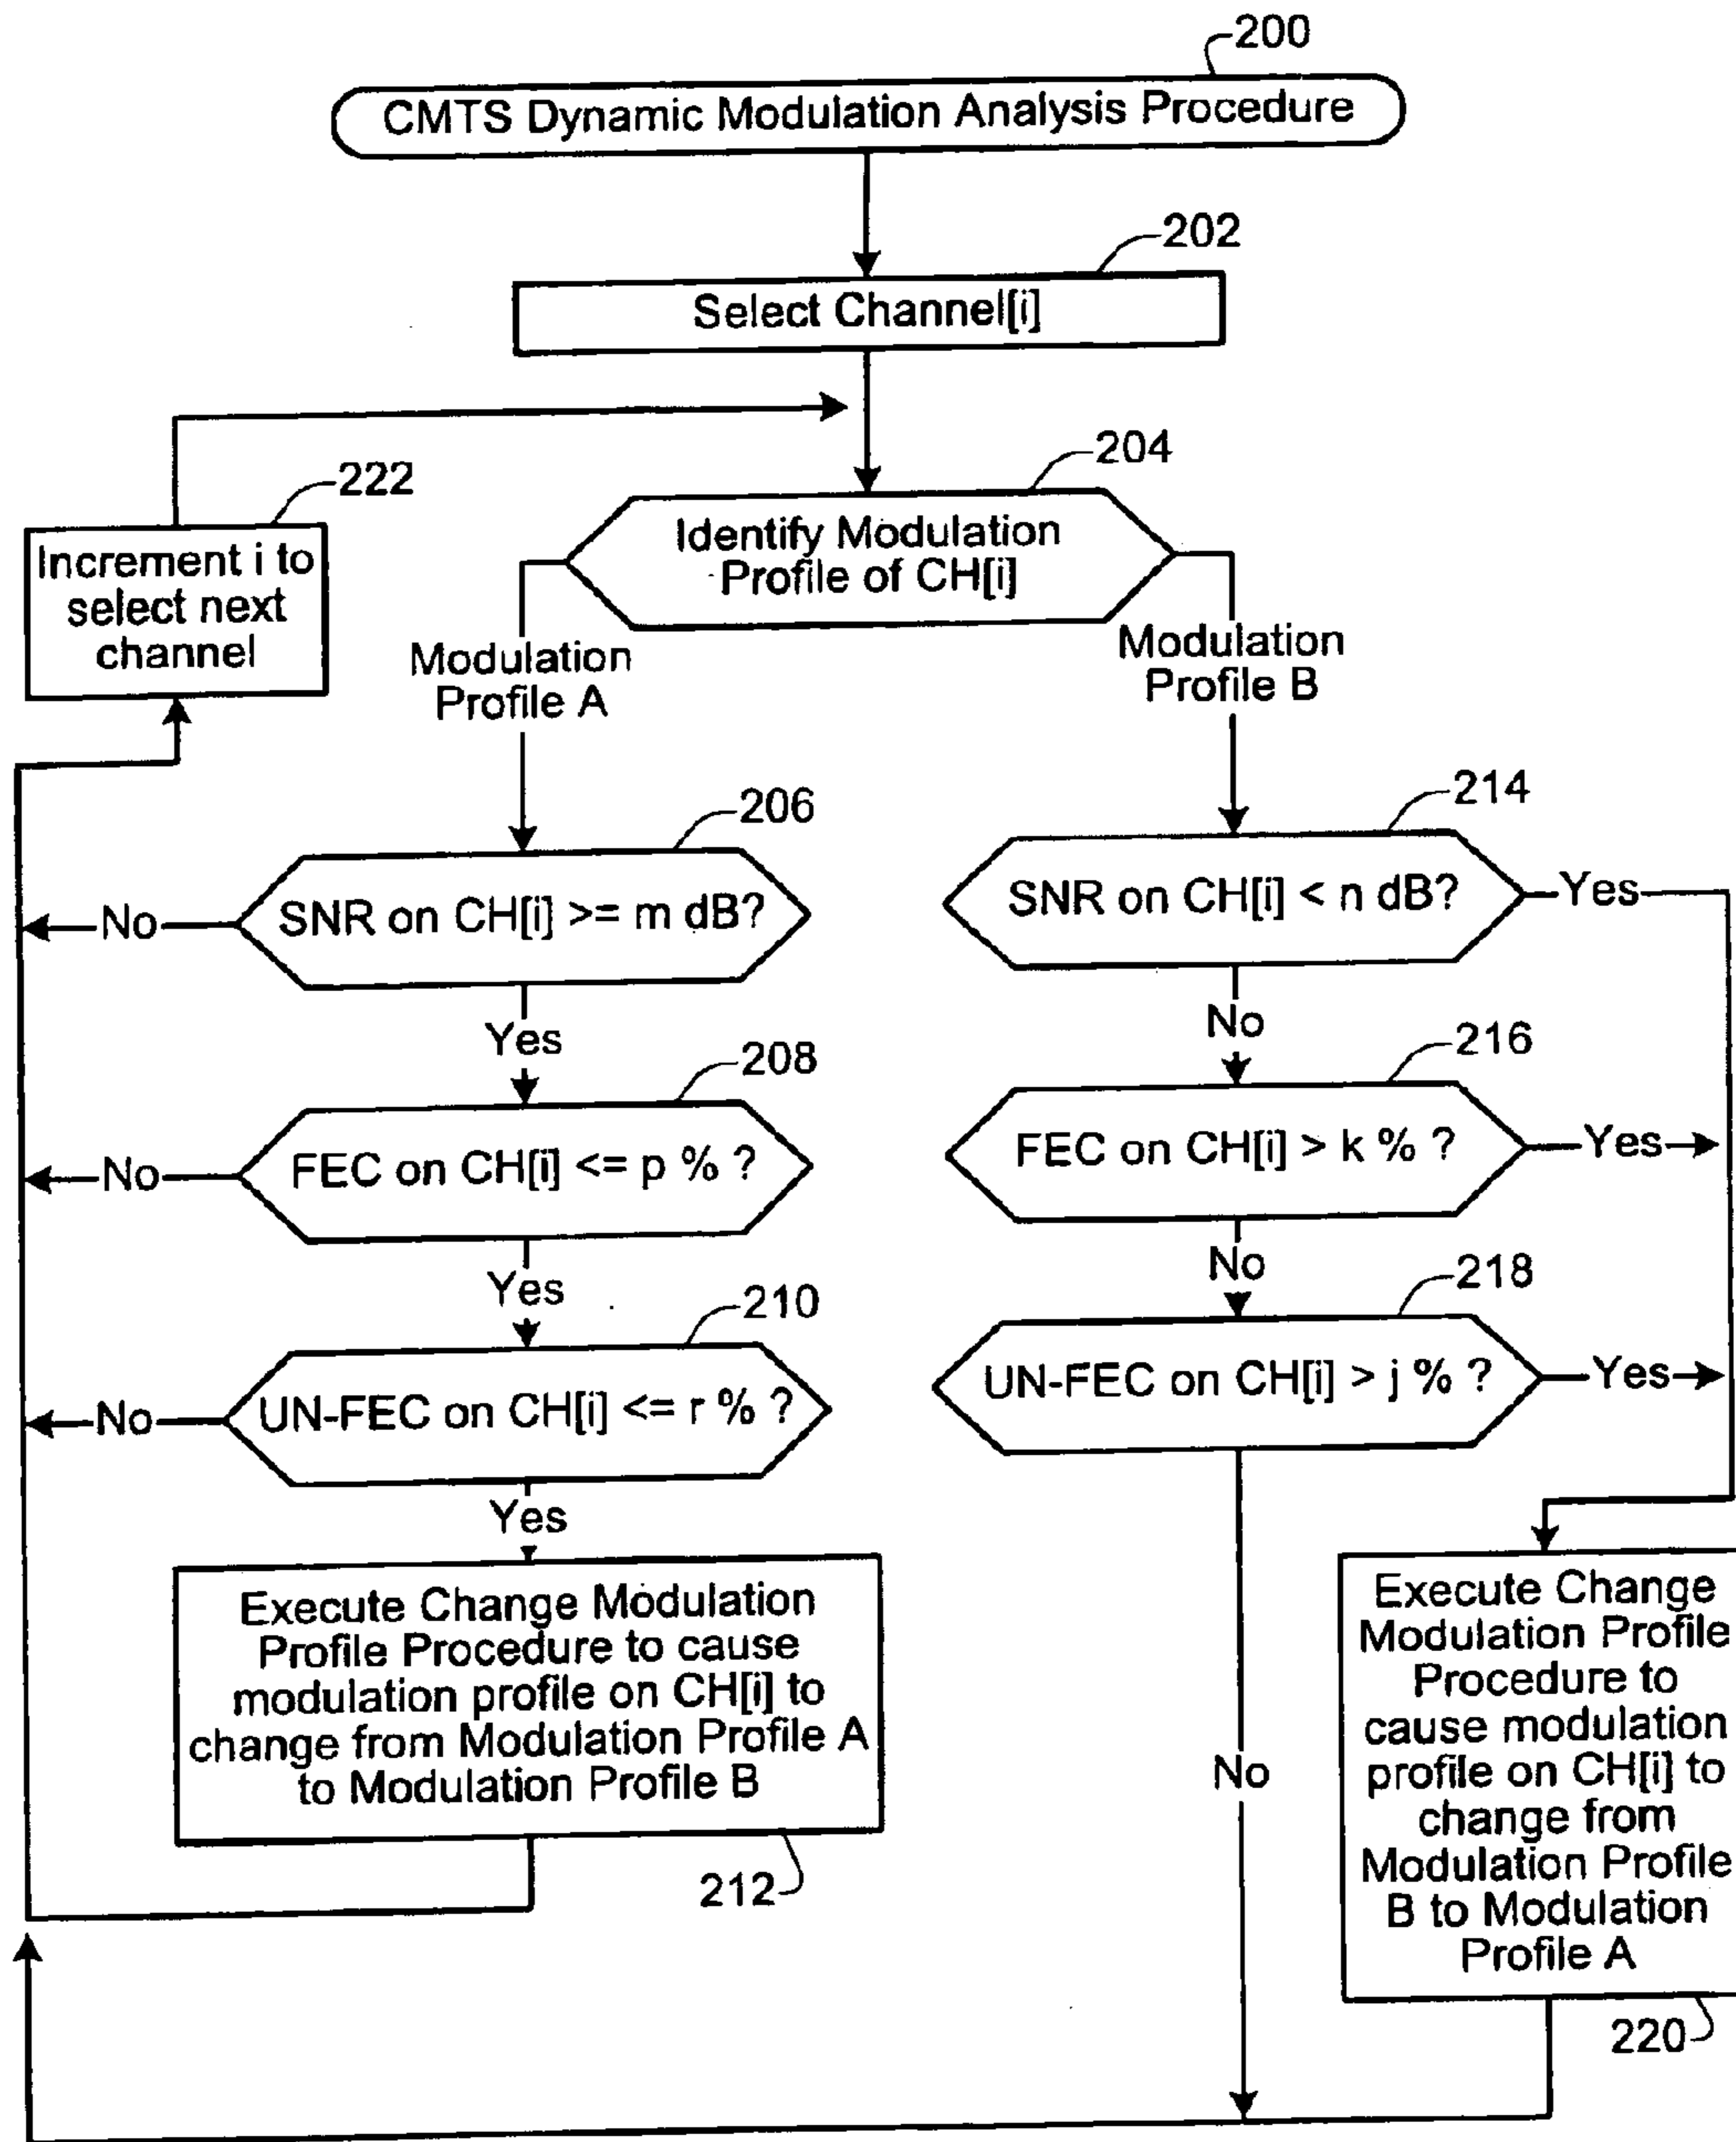 200
CMTS Dynamic Modulation Analysis Procedure
202
Select Channel[i]
204
Identify Modulation
Profile of CH[i]
222
Increment i to
select next
channel
Modulation
Profile A
Modulation
Profile B
206
SNR on CH[i] >= m dB?
No
Yes
208
FEC on CH[i] <= p % ?
No
Yes
210
UN-FEC on CH[i] <= r % ?
No
Yes
Execute Change Modulation
Profile Procedure to cause
modulation profile on CH[i] to
change from Modulation Profile A
to Modulation Profile B
212
214
SNR on CH[i] < n dB?
Yes
No
216
FEC on CH[i] > k % ?
Yes
No
218
UN-FEC on CH[i] > j % ?
Yes
No
Execute Change
Modulation Profile
Procedure to
cause modulation
profile on CH[i] to
change from
Modulation Profile
B to Modulation
Profile A
220